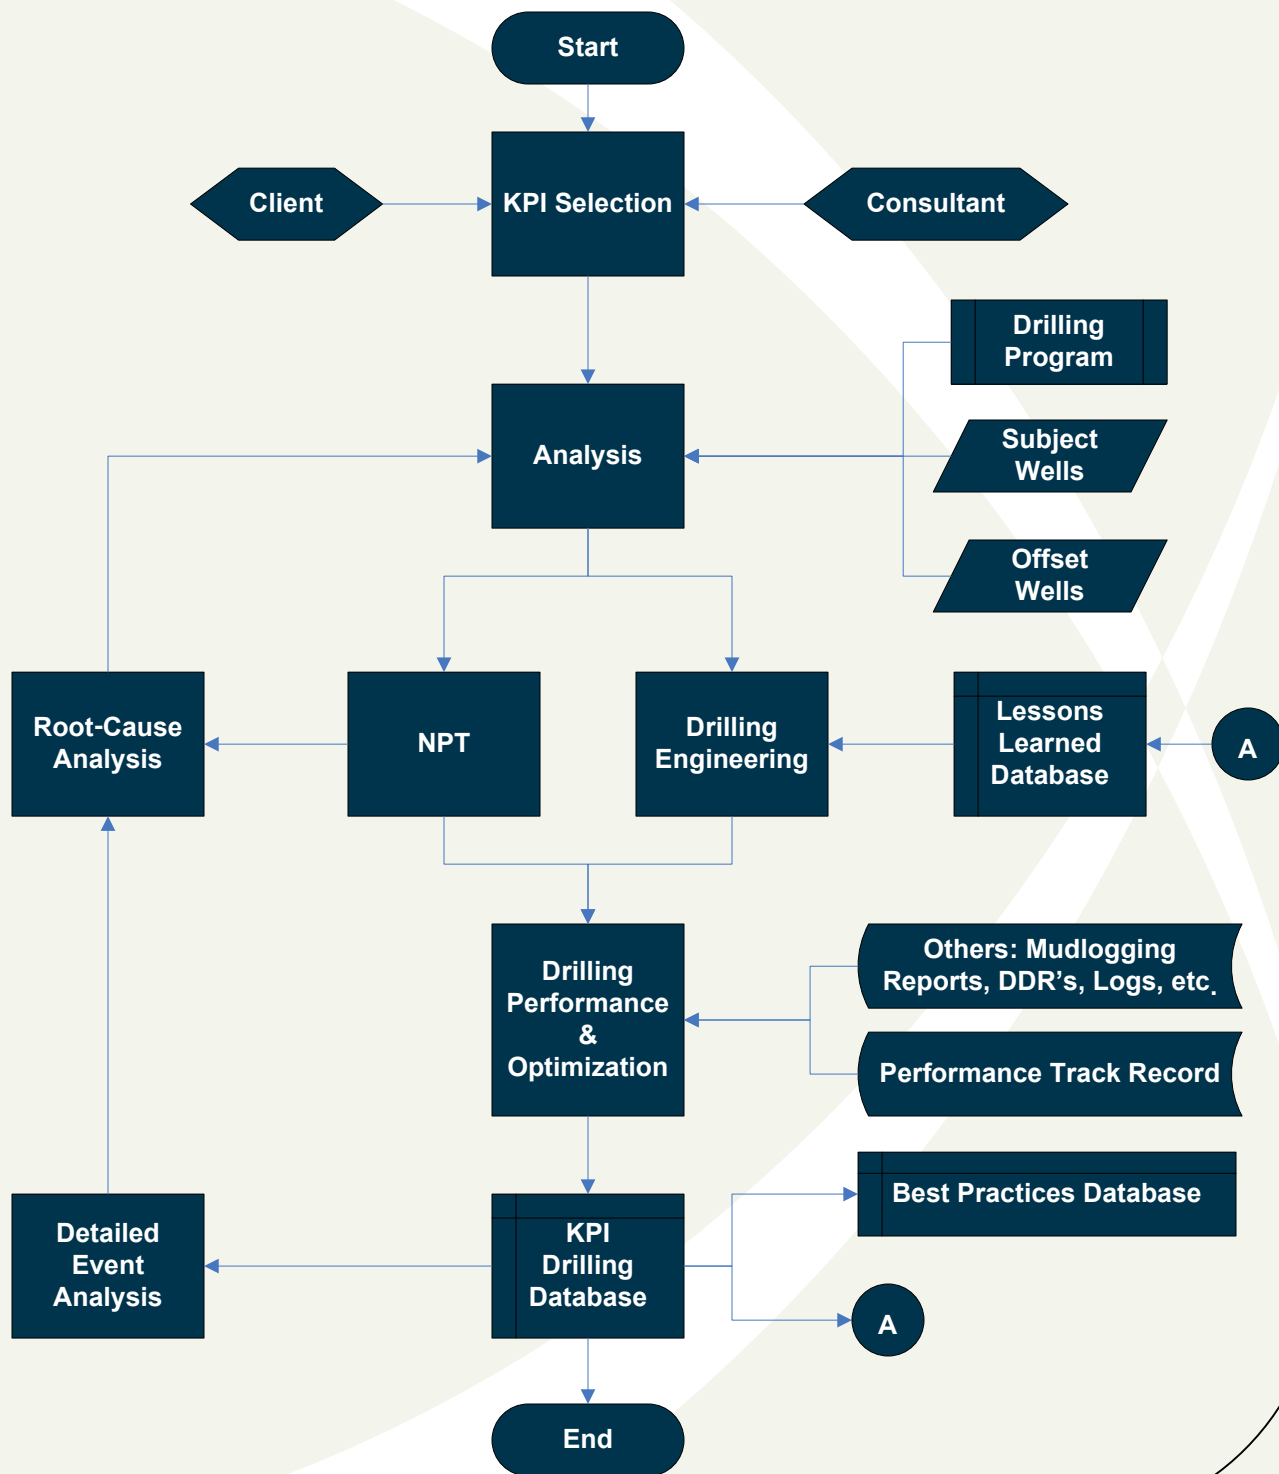 Start
Client
KPI Selection
Consultant
Drilling
Program
Analysis
Subject
Wells
Offset
Wells
Root-Cause
Analysis
NPT
Drilling
Engineering
Lessons
Learned
Database
A
Drilling
Performance
&
Optimization
Others: Mudlogging
Reports, DDR's, Logs, etc.
Performance Track Record
Best Practices Database
Detailed
Event
Analysis
KPI
Drilling
Database
A
End